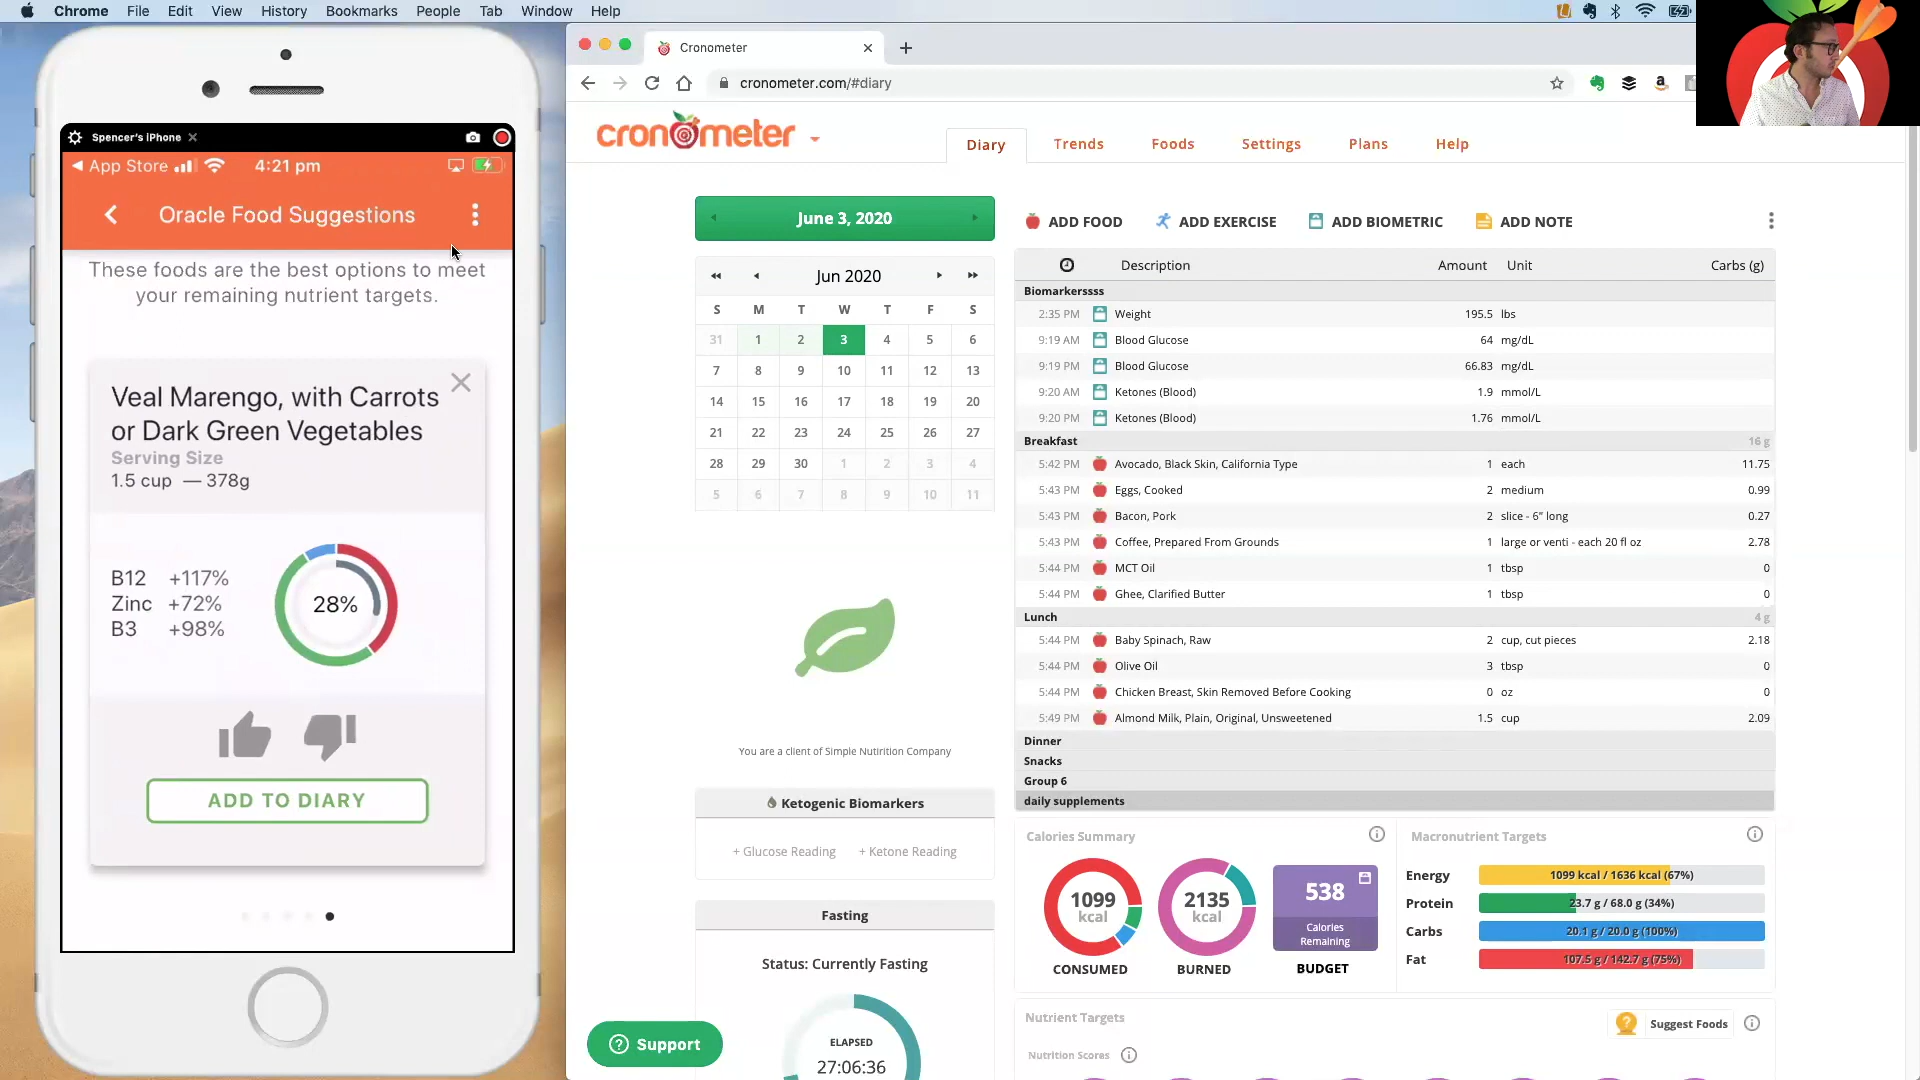 Chrome File Edit View History Bookmarks People Tab Window Help
Spencer's iPhone
App Store 4:21 pm
Oracle Food Suggestions
These foods are the best options to meet
your remaining nutrient targets.
Veal Marengo, with Carrots
or Dark Green Vegetables
Serving Size
1.5 cup — 378g
B12 +117%
Zinc +72%
B3 +98%
28%
ADD TO DIARY
Cronometer
cronometer.com/#diary
cronometer
Diary Trends Foods Settings Plans Help
June 3, 2020
Jun 2020
S M T W T F S
31 1 2 3 4 5 6
7 8 9 10 11 12 13
14 15 16 17 18 19 20
21 22 23 24 25 26 27
28 29 30 1 2 3 4
5 6 7 8 9 10 11
You are a client of Simple Nutirition Company
Ketogenic Biomarkers
+ Glucose Reading + Ketone Reading
Fasting
Status: Currently Fasting
ELAPSED
27:06:36
Support
ADD FOOD ADD EXERCISE ADD BIOMETRIC ADD NOTE
Description Amount Unit Carbs (g)
Biomarkerssss
2:35 PM Weight 195.5 lbs
9:19 AM Blood Glucose 64 mg/dL
9:19 PM Blood Glucose 66.83 mg/dL
9:20 AM Ketones (Blood) 1.9 mmol/L
9:20 PM Ketones (Blood) 1.76 mmol/L
Breakfast 16 g
5:42 PM Avocado, Black Skin, California Type 1 each 11.75
5:43 PM Eggs, Cooked 2 medium 0.99
5:43 PM Bacon, Pork 2 slice - 6" long 0.27
5:43 PM Coffee, Prepared From Grounds 1 large or venti - each 20 fl oz 2.78
5:44 PM MCT Oil 1 tbsp 0
5:44 PM Ghee, Clarified Butter 1 tbsp 0
Lunch 4 g
5:44 PM Baby Spinach, Raw 2 cup, cut pieces 2.18
5:44 PM Olive Oil 3 tbsp 0
5:44 PM Chicken Breast, Skin Removed Before Cooking 0 oz 0
5:49 PM Almond Milk, Plain, Original, Unsweetened 1.5 cup 2.09
Dinner
Snacks
Group 6
daily supplements
Calories Summary
1099 kcal
CONSUMED
2135 kcal
BURNED
538
Calories
Remaining
BUDGET
Macronutrient Targets
Energy 1099 kcal / 1636 kcal (67%)
Protein 23.7 g / 68.0 g (34%)
Carbs 20.1 g / 20.0 g (100%)
Fat 107.5 g / 142.7 g (75%)
Nutrient Targets
Suggest Foods
Nutrition Scores